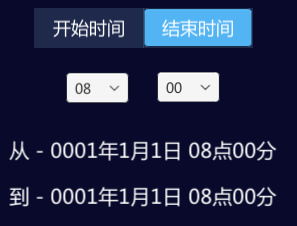 开始时间 结束时间
08 00
从 - 0001年1月1日 08点00分
到 - 0001年1月1日 08点00分